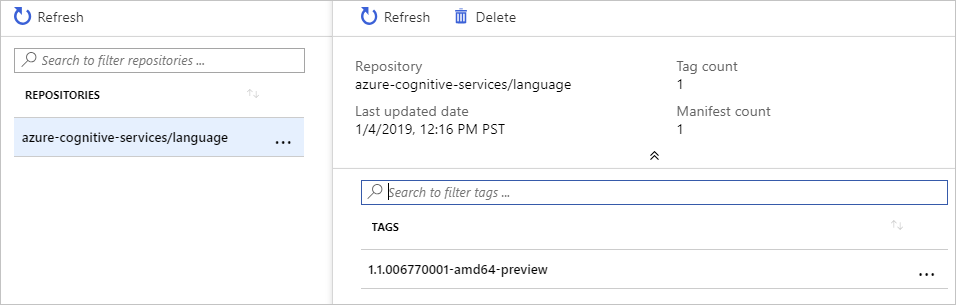 Refresh
Search to filter repositories ...
REPOSITORIES
azure-cognitive-services/language ...
Refresh Delete
Repository
azure-cognitive-services/language
Tag count
1
Last updated date
1/4/2019, 12:16 PM PST
Manifest count
1
Search to filter tags ...
TAGS
1.1.006770001-amd64-preview ...